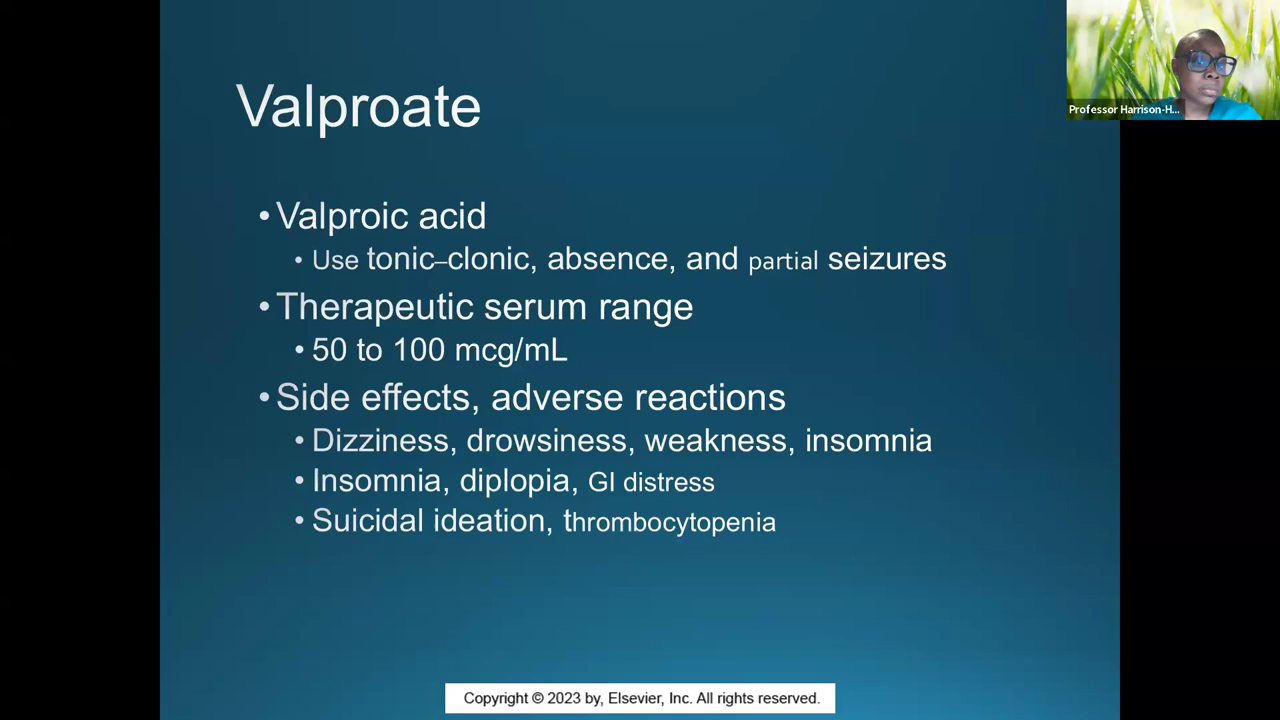 Valproate
• Valproic acid
• Use tonic–clonic, absence, and partial seizures
• Therapeutic serum range
• 50 to 100 mcg/mL
• Side effects, adverse reactions
• Dizziness, drowsiness, weakness, insomnia
• Insomnia, diplopia, GI distress
• Suicidal ideation, thrombocytopenia
Copyright © 2023 by, Elsevier, Inc. All rights reserved.
Professor Harrison-H...